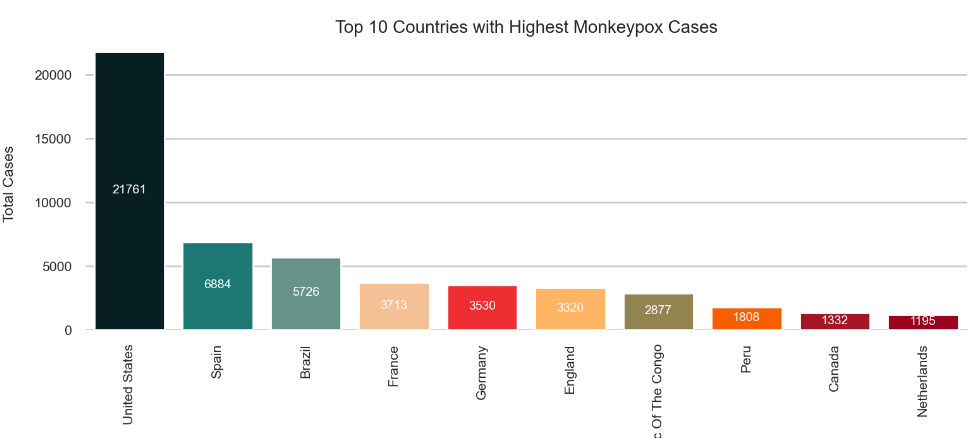 Top 10 Countries with Highest Monkeypox Cases
Total Cases
20000
15000
10000
5000
0
21761
6884
5726
3713
3530
3320
2877
1808
1332
1195
United States
Spain
Brazil
France
Germany
England
c Of The Congo
Peru
Canada
Netherlands